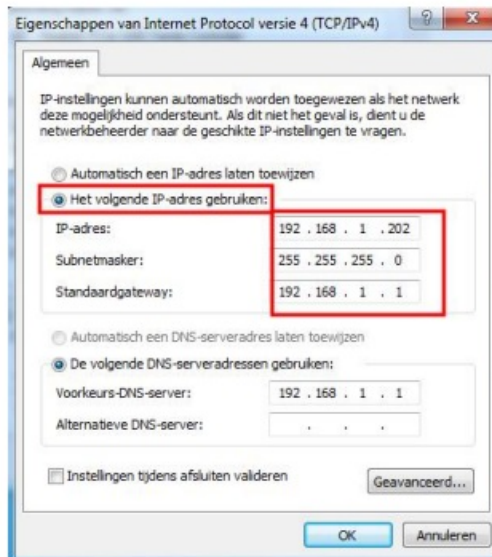 Eigenschappen van Internet Protocol versie 4 (TCP/IPv4)
Algemeen
IP-instellingen kunnen automatisch worden toegewezen als het netwerk
deze mogelijkheid ondersteunt. Als dit niet het geval is, dient u de
netwerkbeheerder naar de geschikte IP-instellingen te vragen.
Automatisch een IP-adres laten toewijzen
Het volgende IP-adres gebruiken:
IP-adres: 192 . 168 . 1 . 202
Subnetmasker: 255 . 255 . 255 . 0
Standaardgateway: 192 . 168 . 1 . 1
Automatisch een DNS-serveradres laten toewijzen
De volgende DNS-serveradressen gebruiken:
Voorkeurs-DNS-server: 192 . 168 . 1 . 1
Alternatieve DNS-server: . . .
Instellingen tijdens afsluiten valideren
Geavanceerd...
OK Annuleren